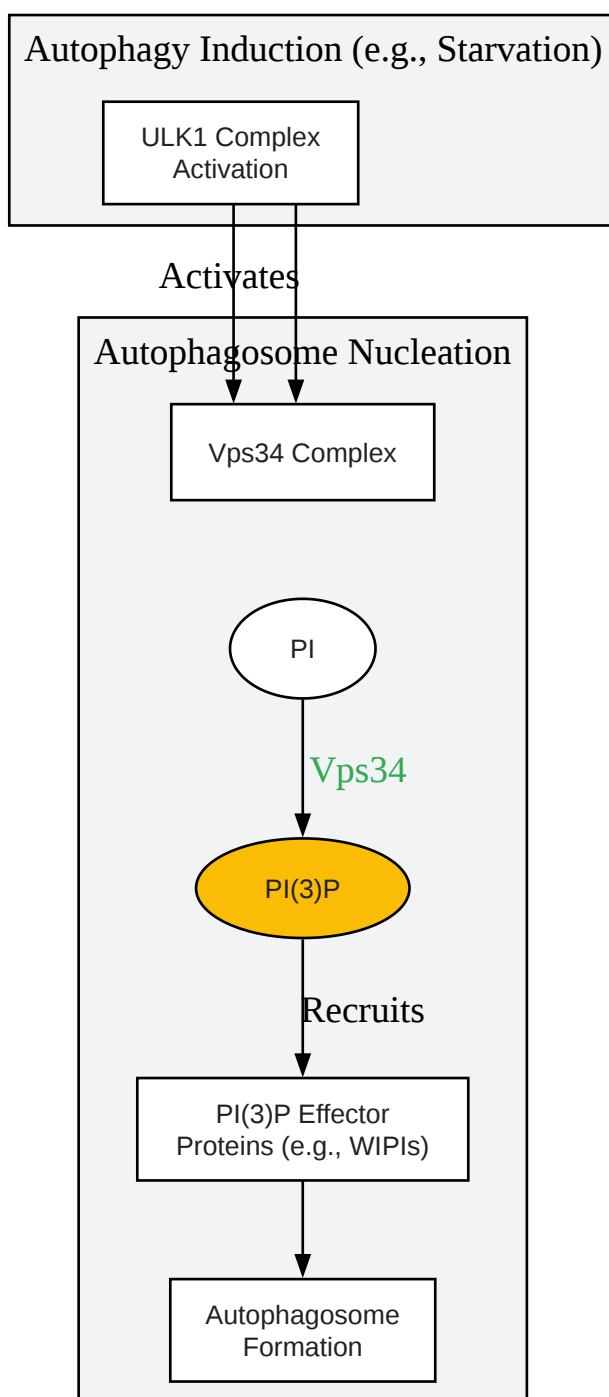 Autophagy Induction (e.g., Starvation)
ULK1 Complex
Activation
Activates
Autophagosome Nucleation
Vps34 Complex
PI
Vps34
PI(3)P
Recruits
PI(3)P Effector
Proteins (e.g., WIPIs)
Autophagosome
Formation